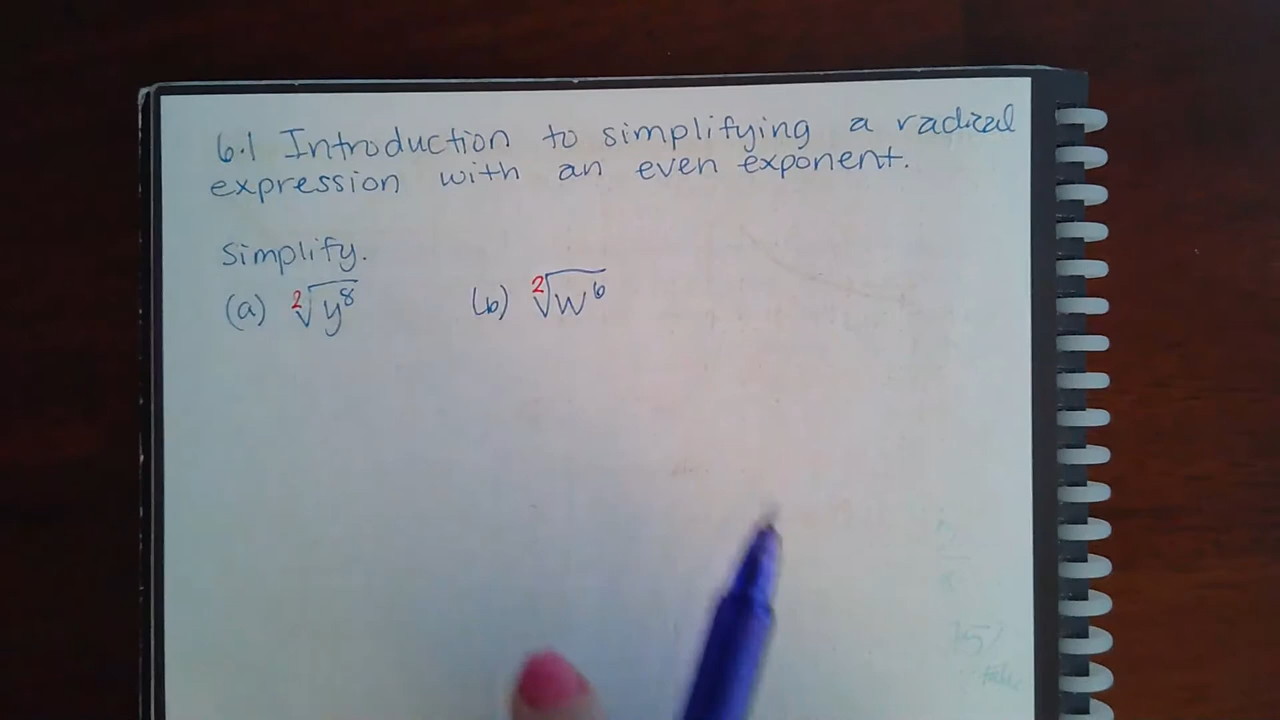 6.1 Introduction to simplifying a radical
expression with an even exponent.
Simplify.
(a) ²√y⁸ (b) ²√w⁶